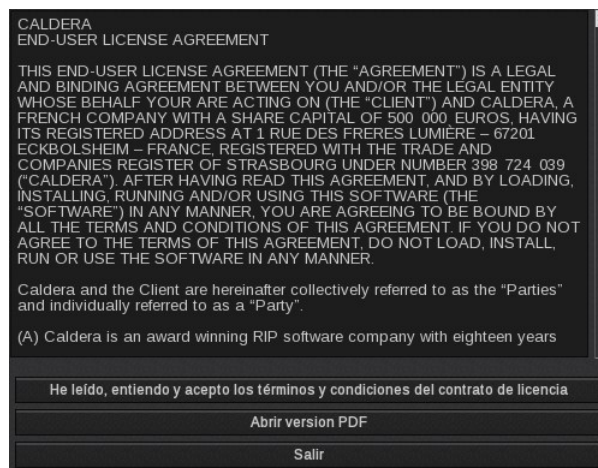 CALDERA
END-USER LICENSE AGREEMENT
THIS END-USER LICENSE AGREEMENT (THE “AGREEMENT”) IS A LEGAL
AND BINDING AGREEMENT BETWEEN YOU AND/OR THE LEGAL ENTITY
WHOSE BEHALF YOUR ARE ACTING ON (THE “CLIENT”) AND CALDERA, A
FRENCH COMPANY WITH A SHARE CAPITAL OF 500 000 EUROS, HAVING
ITS REGISTERED ADDRESS AT 1 RUE DES FRERES LUMIÈRE – 67201
ECKBOLSHEIM – FRANCE, REGISTERED WITH THE TRADE AND
COMPANIES REGISTER OF STRASBOURG UNDER NUMBER 398 724 039
(“CALDERA”). AFTER HAVING READ THIS AGREEMENT, AND BY LOADING,
INSTALLING, RUNNING AND/OR USING THIS SOFTWARE (THE
“SOFTWARE”) IN ANY MANNER, YOU ARE AGREEING TO BE BOUND BY
ALL THE TERMS AND CONDITIONS OF THIS AGREEMENT. IF YOU DO NOT
AGREE TO THE TERMS OF THIS AGREEMENT, DO NOT LOAD, INSTALL,
RUN OR USE THE SOFTWARE IN ANY MANNER.
Caldera and the Client are hereinafter collectively referred to as the “Parties”
and individually referred to as a “Party”.
(A) Caldera is an award winning RIP software company with eighteen years
He leído, entiendo y acepto los términos y condiciones del contrato de licencia
Abrir version PDF
Salir